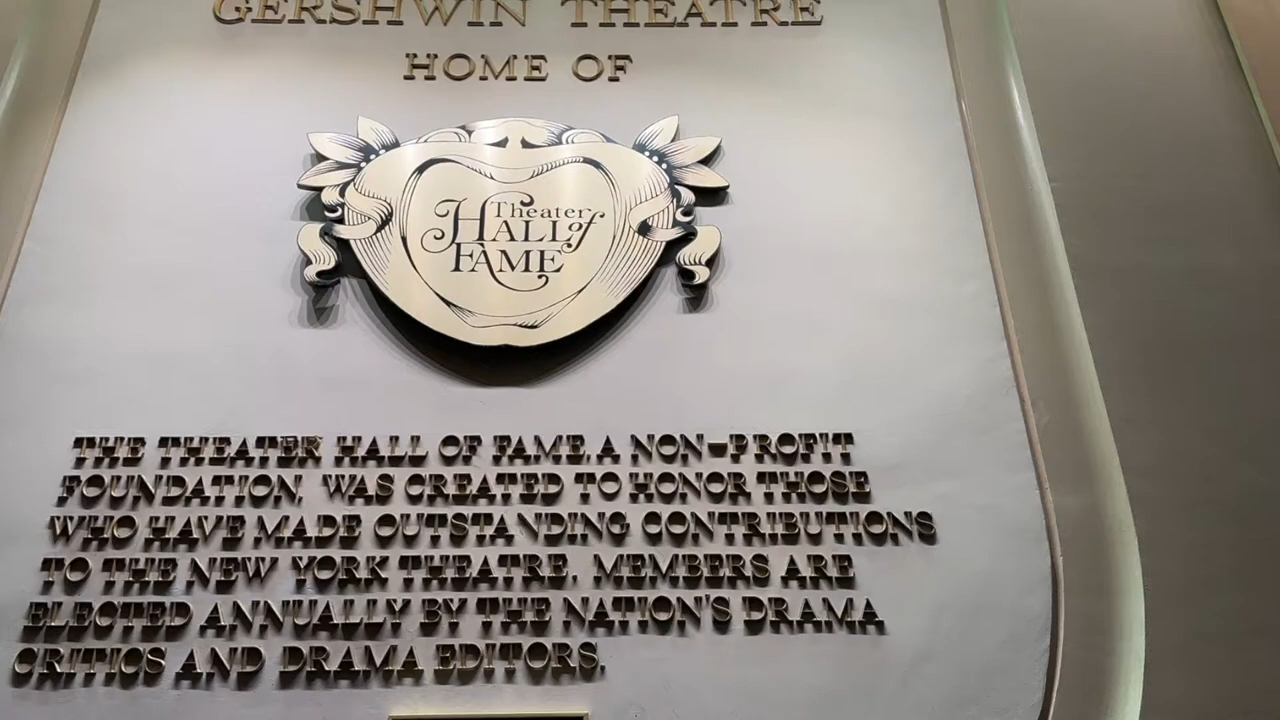 GERSHWIN THEATRE
HOME OF
Theater
HALL of
FAME
THE THEATER HALL OF FAME, A NON-PROFIT
FOUNDATION, WAS CREATED TO HONOR THOSE
WHO HAVE MADE OUTSTANDING CONTRIBUTIONS
TO THE NEW YORK THEATRE. MEMBERS ARE
ELECTED ANNUALLY BY THE NATION'S DRAMA
CRITICS AND DRAMA EDITORS.